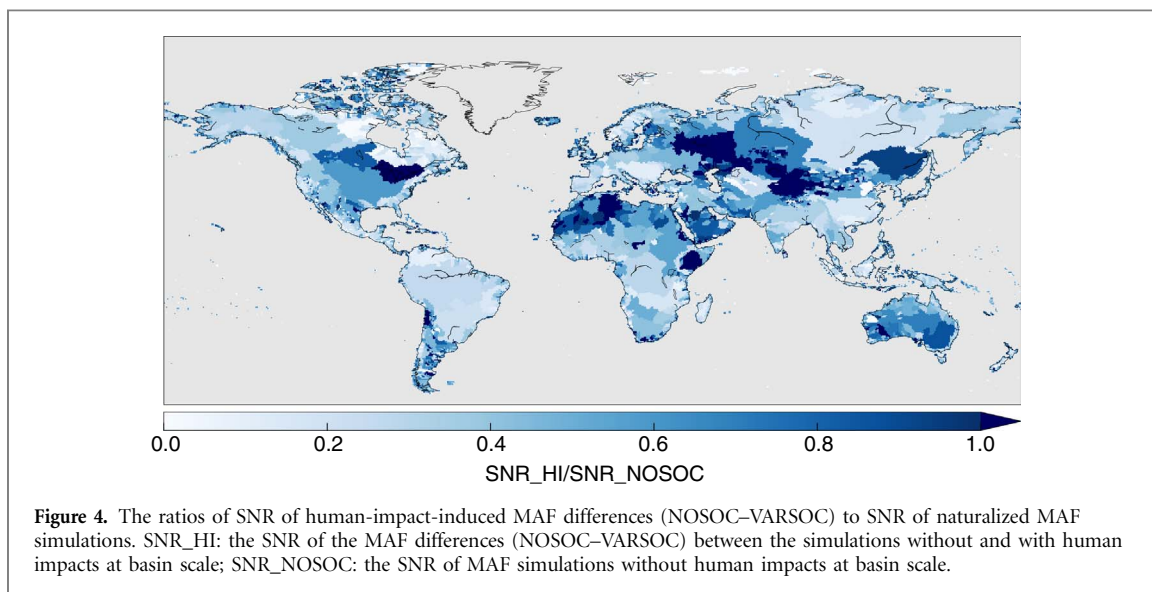 0.0 0.2 0.4 0.6 0.8 1.0
SNR_HI/SNR_NOSOC
Figure 4. The ratios of SNR of human-impact-induced MAF differences (NOSOC–VARSOC) to SNR of naturalized MAF
simulations. SNR_HI: the SNR of the MAF differences (NOSOC–VARSOC) between the simulations without and with human
impacts at basin scale; SNR_NOSOC: the SNR of MAF simulations without human impacts at basin scale.